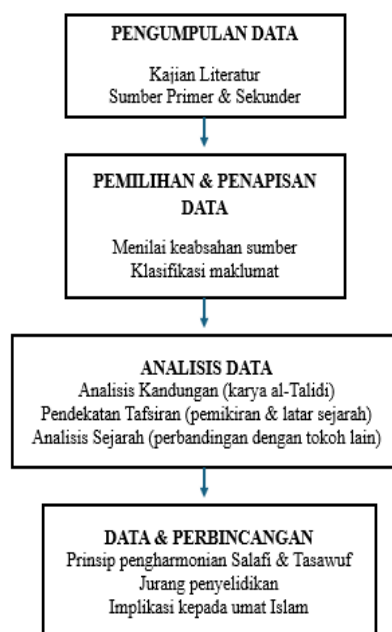 PENGUMPULAN DATA
Kajian Literatur
Sumber Primer & Sekunder
PEMILIHAN & PENAPISAN
DATA
Menilai keabsahan sumber
Klasifikasi maklumat
ANALISIS DATA
Analisis Kandungan (karya al-Talidi)
Pendekatan Tafsiran (pemikiran & latar sejarah)
Analisis Sejarah (perbandingan dengan tokoh lain)
DATA & PERBINCANGAN
Prinsip pengharmonian Salafi & Tasawuf
Jurang penyelidikan
Implikasi kepada umat Islam